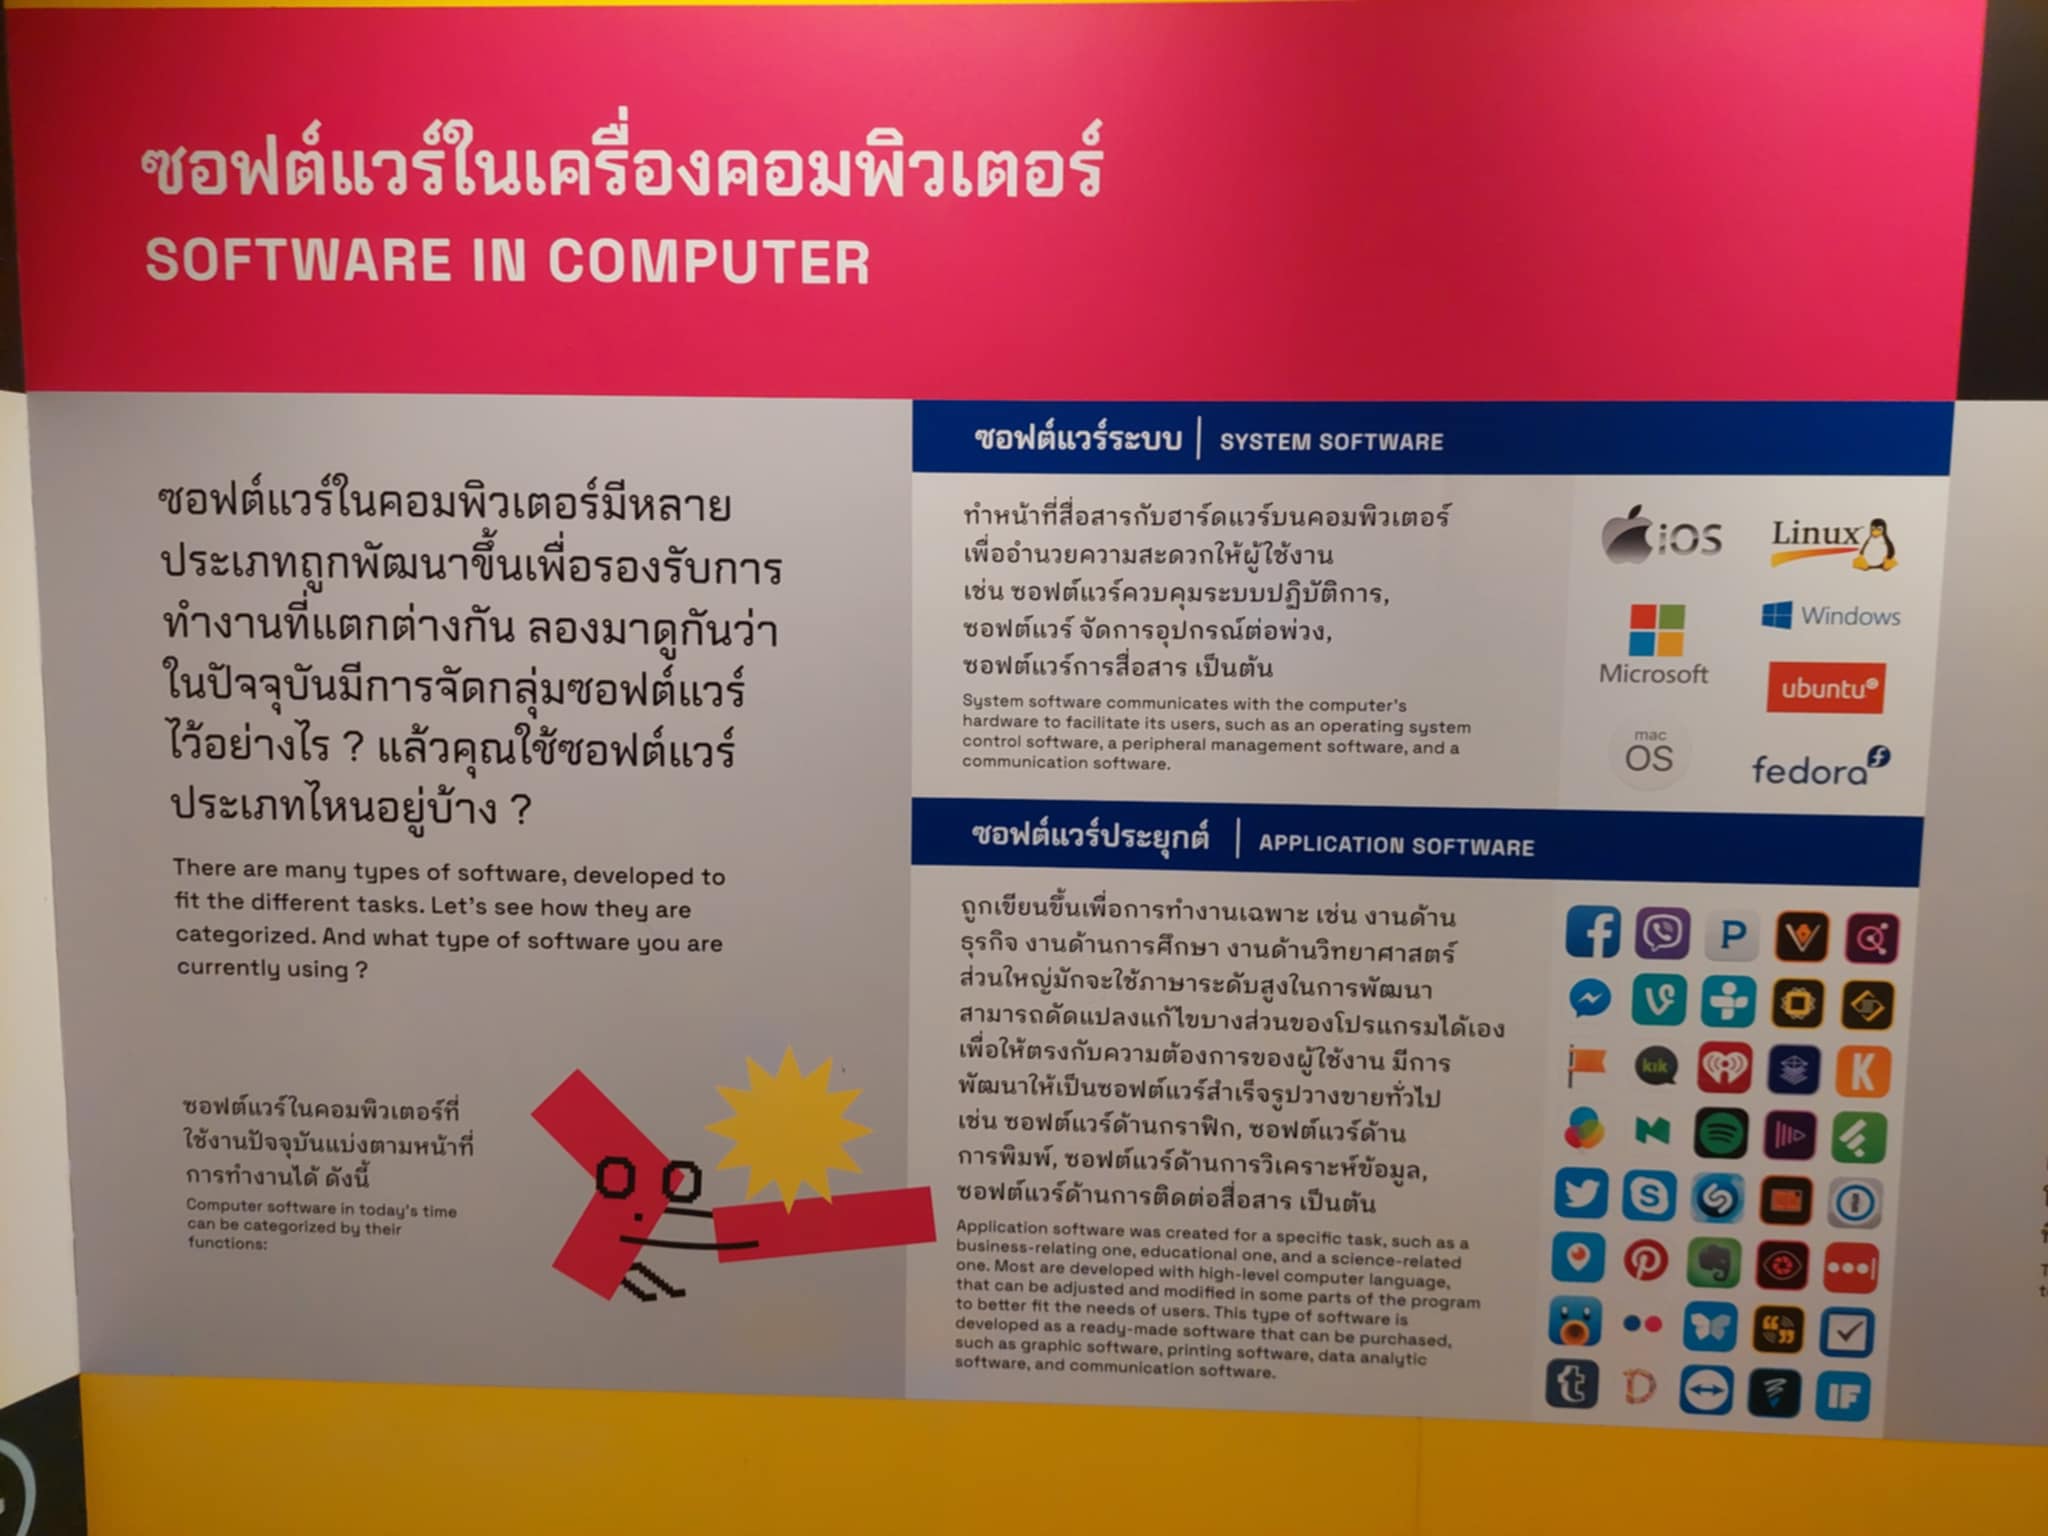 ซอฟต์แวร์ในเครื่องคอมพิวเตอร์
SOFTWARE IN COMPUTER
ซอฟต์แวร์ในคอมพิวเตอร์มีหลาย
ประเภทถูกพัฒนาขึ้นเพื่อรองรับการ
ทำงานที่แตกต่างกัน ลองมาดูกันว่า
ในปัจจุบันมีการจัดกลุ่มซอฟต์แวร์
ไว้อย่างไร ? แล้วคุณใช้ซอฟต์แวร์
ประเภทไหนอยู่บ้าง ?
There are many types of software, developed to
fit the different tasks. Let's see how they are
categorized. And what type of software you are
currently using ?
ซอฟต์แวร์ในคอมพิวเตอร์ที่
ใช้งานปัจจุบันแบ่งตามหน้าที่
การทำงานได้ ดังนี้
Computer software in today's time
can be categorized by their
functions:
ซอฟต์แวร์ระบบ | SYSTEM SOFTWARE
ทำหน้าที่สื่อสารกับฮาร์ดแวร์บนคอมพิวเตอร์
เพื่ออำนวยความสะดวกให้ผู้ใช้งาน
เช่น ซอฟต์แวร์ควบคุมระบบปฏิบัติการ,
ซอฟต์แวร์ จัดการอุปกรณ์ต่อพ่วง,
ซอฟต์แวร์การสื่อสาร เป็นต้น
System software communicates with the computer's
hardware to facilitate its users, such as an operating system
control software, a peripheral management software, and a
communication software.
iOS
Linux
Microsoft
Windows
ubuntu
mac
OS
fedora
ซอฟต์แวร์ประยุกต์ | APPLICATION SOFTWARE
ถูกเขียนขึ้นเพื่อการทำงานเฉพาะ เช่น งานด้าน
ธุรกิจ งานด้านการศึกษา งานด้านวิทยาศาสตร์
ส่วนใหญ่มักจะใช้ภาษาระดับสูงในการพัฒนา
สามารถดัดแปลงแก้ไขบางส่วนของโปรแกรมได้เอง
เพื่อให้ตรงกับความต้องการของผู้ใช้งาน มีการ
พัฒนาให้เป็นซอฟต์แวร์สำเร็จรูปวางขายทั่วไป
เช่น ซอฟต์แวร์ด้านกราฟิก, ซอฟต์แวร์ด้าน
การพิมพ์, ซอฟต์แวร์ด้านการวิเคราะห์ข้อมูล,
ซอฟต์แวร์ด้านการติดต่อสื่อสาร เป็นต้น
Application software was created for a specific task, such as a
business-relating one, educational one, and a science-related
one. Most are developed with high-level computer language,
that can be adjusted and modified in some parts of the program
to better fit the needs of users. This type of software is
developed as a ready-made software that can be purchased,
such as graphic software, printing software, data analytic
software, and communication software.
kik
K
IF